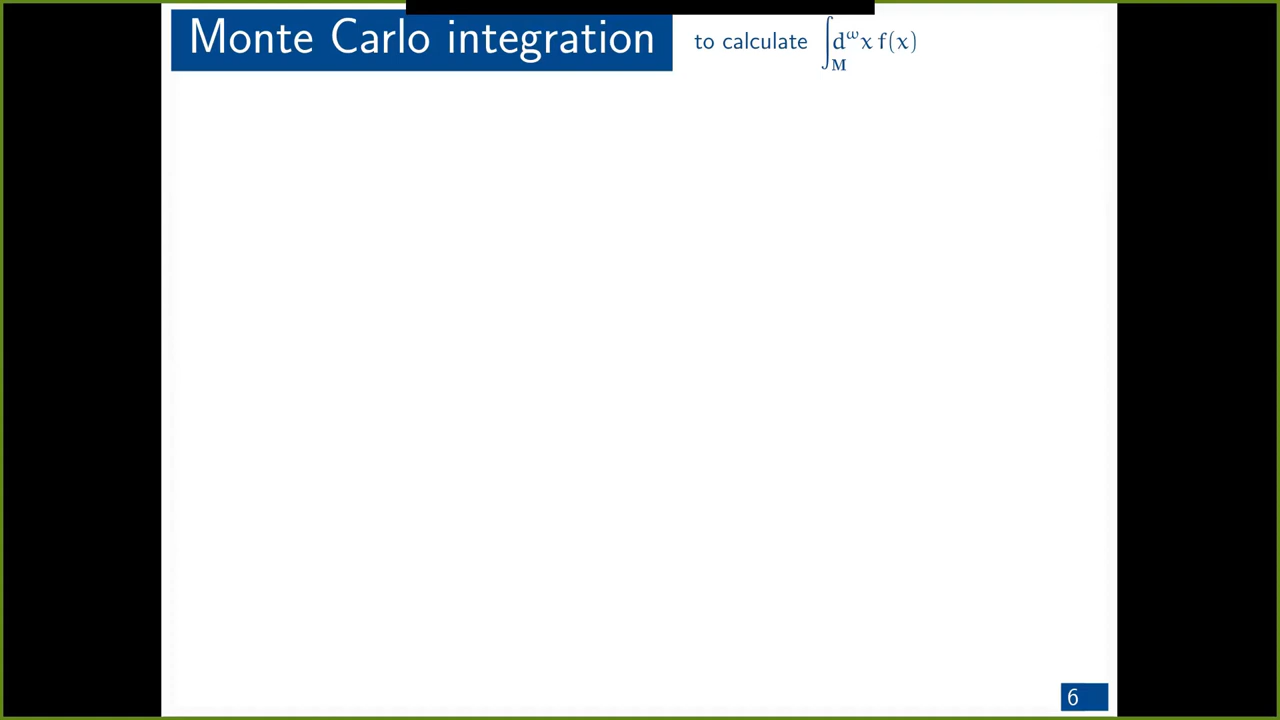 Monte Carlo integration to calculate ∫_M d^ω x f(x)
6